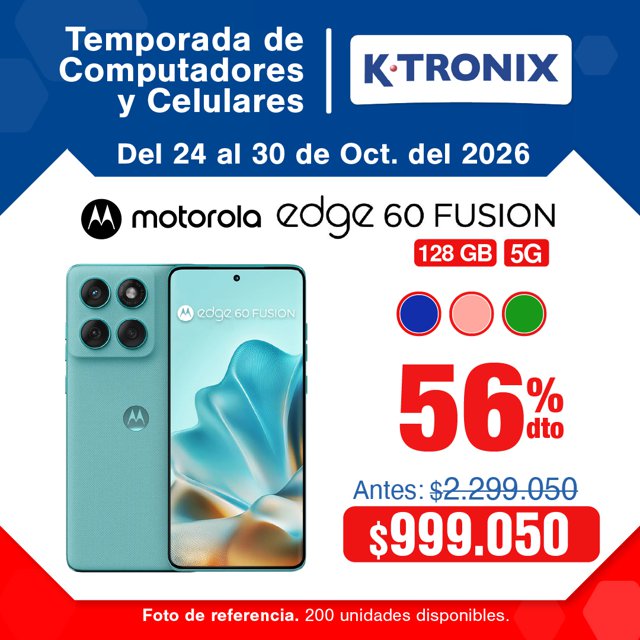 Temporada de
Computadores
y Celulares
K·TRONIX
Del 24 al 30 de Oct. del 2026
motorola edge 60 FUSION
128 GB 5G
edge 60 FUSION
56% dto
Antes: $2.299.050
$999.050
Foto de referencia. 200 unidades disponibles.